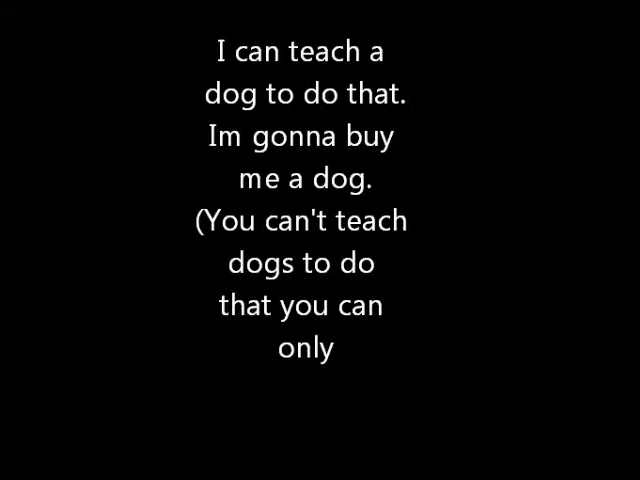 I can teach a
dog to do that.
Im gonna buy
me a dog.
(You can't teach
dogs to do
that you can
only